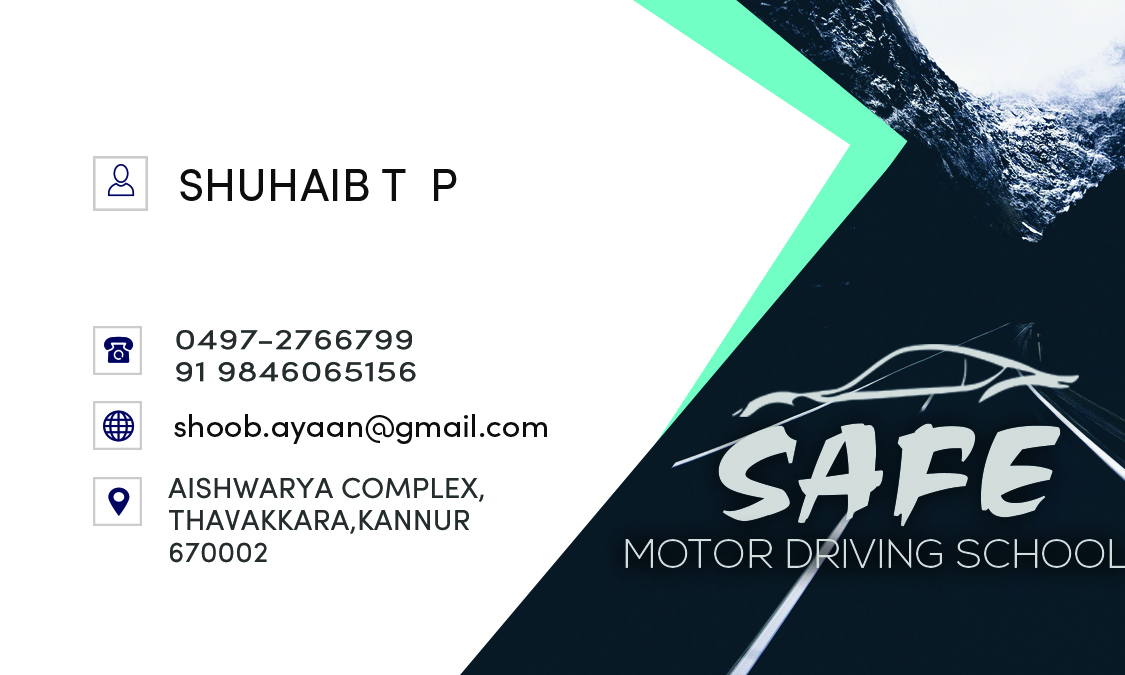 SHUHAIB T P
0497-2766799
91 9846065156
shoob.ayaan@gmail.com
AISHWARYA COMPLEX,
THAVAKKARA,KANNUR
670002
SAFE
MOTOR DRIVING SCHOOL